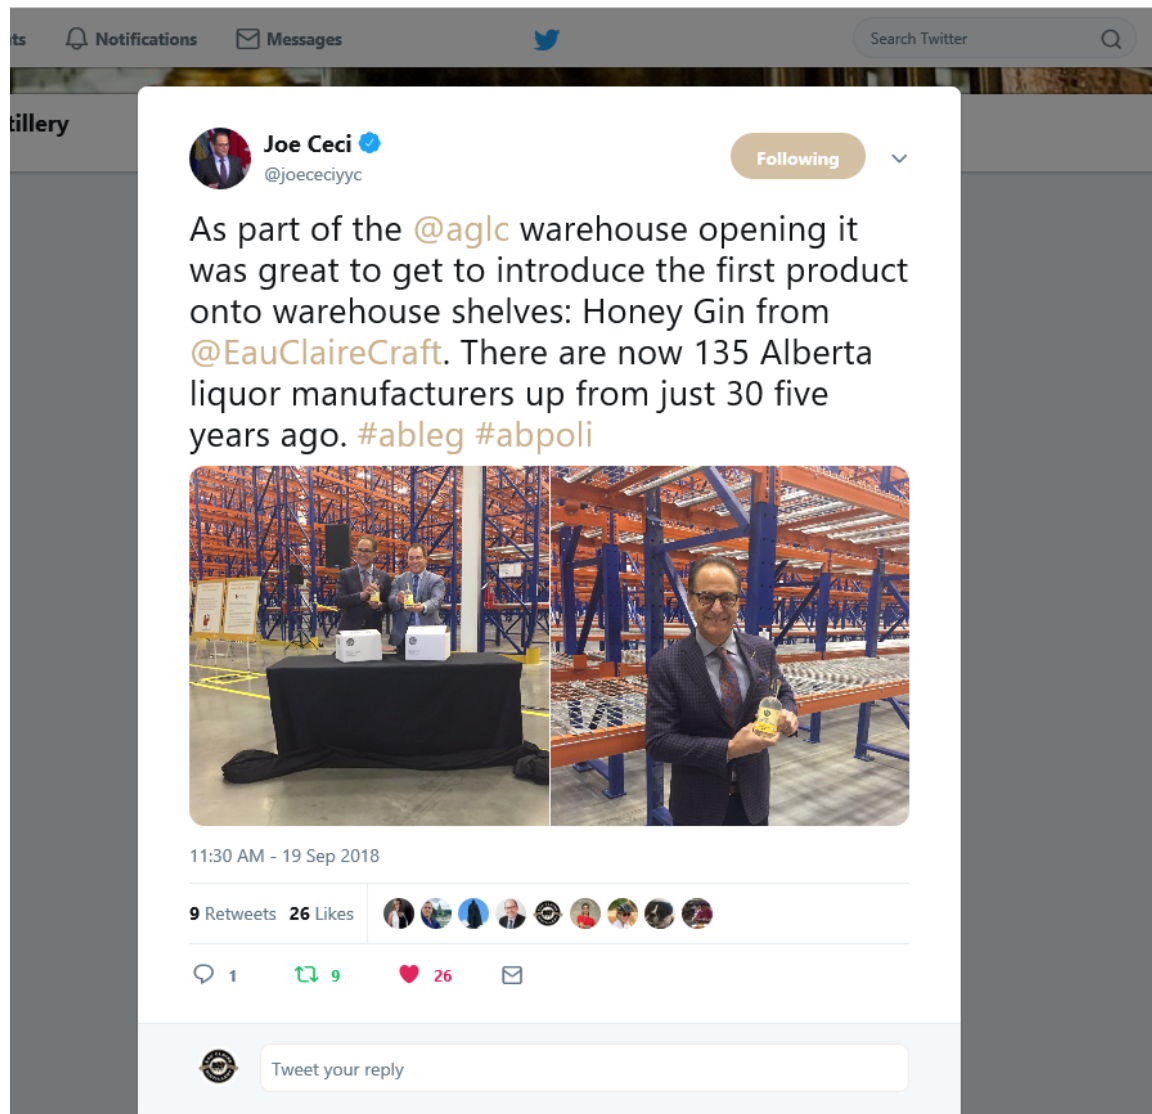 ts
Notifications
Messages
Search Twitter
tillery
Joe Ceci
@joececiyyc
Following
As part of the @aglc warehouse opening it
was great to get to introduce the first product
onto warehouse shelves: Honey Gin from
@EauClaireCraft. There are now 135 Alberta
liquor manufacturers up from just 30 five
years ago. #ableg #abpoli
11:30 AM - 19 Sep 2018
9 Retweets 26 Likes
1
9
26
Tweet your reply